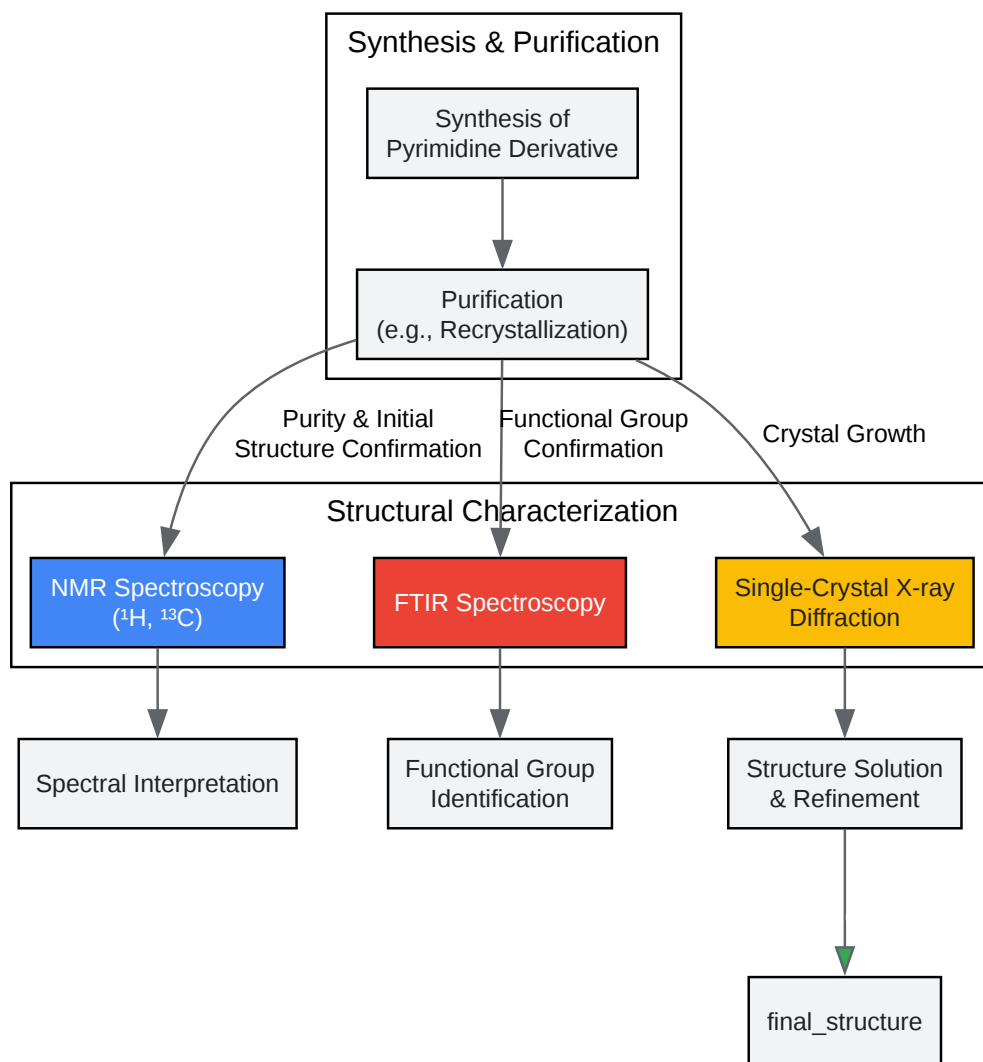 Synthesis & Purification
Synthesis of
Pyrimidine Derivative
Purification
(e.g., Recrystallization)
Purity & Initial
Structure Confirmation
Functional Group
Confirmation
Crystal Growth
Structural Characterization
NMR Spectroscopy
(¹H, ¹³C)
FTIR Spectroscopy
Single-Crystal X-ray
Diffraction
Spectral Interpretation
Functional Group
Identification
Structure Solution
& Refinement
final_structure